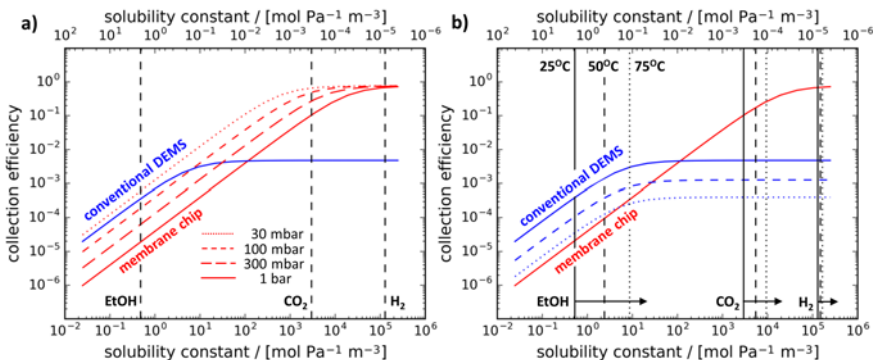 a)
solubility constant / [mol Pa⁻¹ m⁻³]
10² 10¹ 10⁰ 10⁻¹ 10⁻² 10⁻³ 10⁻⁴ 10⁻⁵ 10⁻⁶
collection efficiency
10⁰
10⁻¹
10⁻²
10⁻³
10⁻⁴
10⁻⁵
10⁻⁶
conventional DEMS
membrane chip
30 mbar
100 mbar
300 mbar
1 bar
EtOH CO₂ H₂
10⁻² 10⁻¹ 10⁰ 10¹ 10² 10³ 10⁴ 10⁵ 10⁶
solubility constant / [mol Pa⁻¹ m⁻³]
b)
solubility constant / [mol Pa⁻¹ m⁻³]
10² 10¹ 10⁰ 10⁻¹ 10⁻² 10⁻³ 10⁻⁴ 10⁻⁵ 10⁻⁶
25ᴼC 50ᴼC 75ᴼC
collection efficiency
10⁰
10⁻¹
10⁻²
10⁻³
10⁻⁴
10⁻⁵
10⁻⁶
conventional DEMS
membrane chip
EtOH CO₂ H₂
10⁻² 10⁻¹ 10⁰ 10¹ 10² 10³ 10⁴ 10⁵ 10⁶
solubility constant / [mol Pa⁻¹ m⁻³]